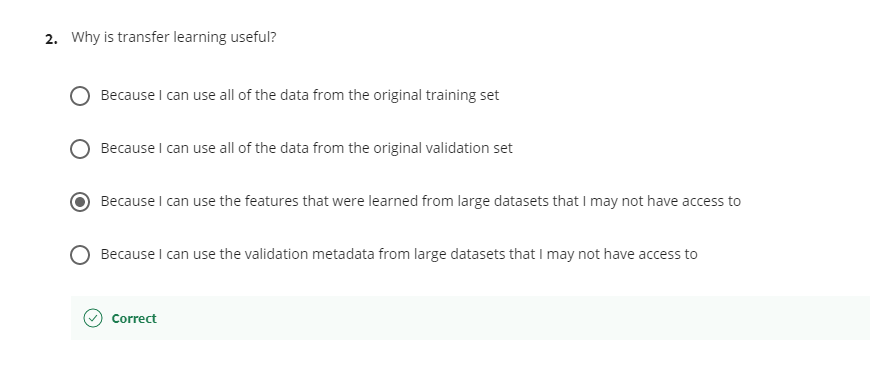 2. Why is transfer learning useful?
Because I can use all of the data from the original training set
Because I can use all of the data from the original validation set
Because I can use the features that were learned from large datasets that I may not have access to
Because I can use the validation metadata from large datasets that I may not have access to
Correct